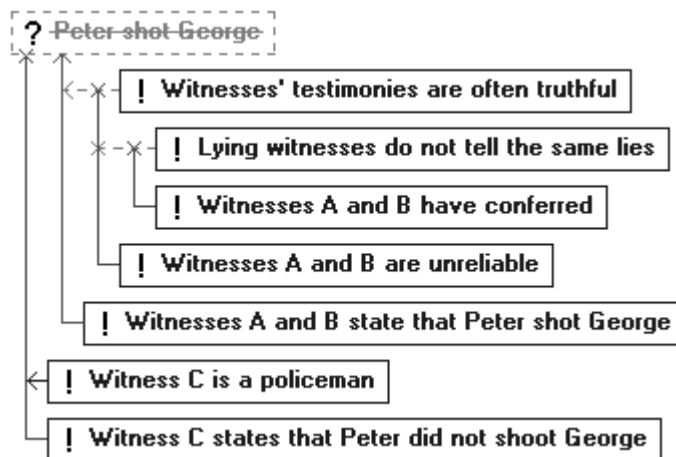 ? Peter shot George
! Witnesses' testimonies are often truthful
! Lying witnesses do not tell the same lies
! Witnesses A and B have conferred
! Witnesses A and B are unreliable
! Witnesses A and B state that Peter shot George
! Witness C is a policeman
! Witness C states that Peter did not shoot George